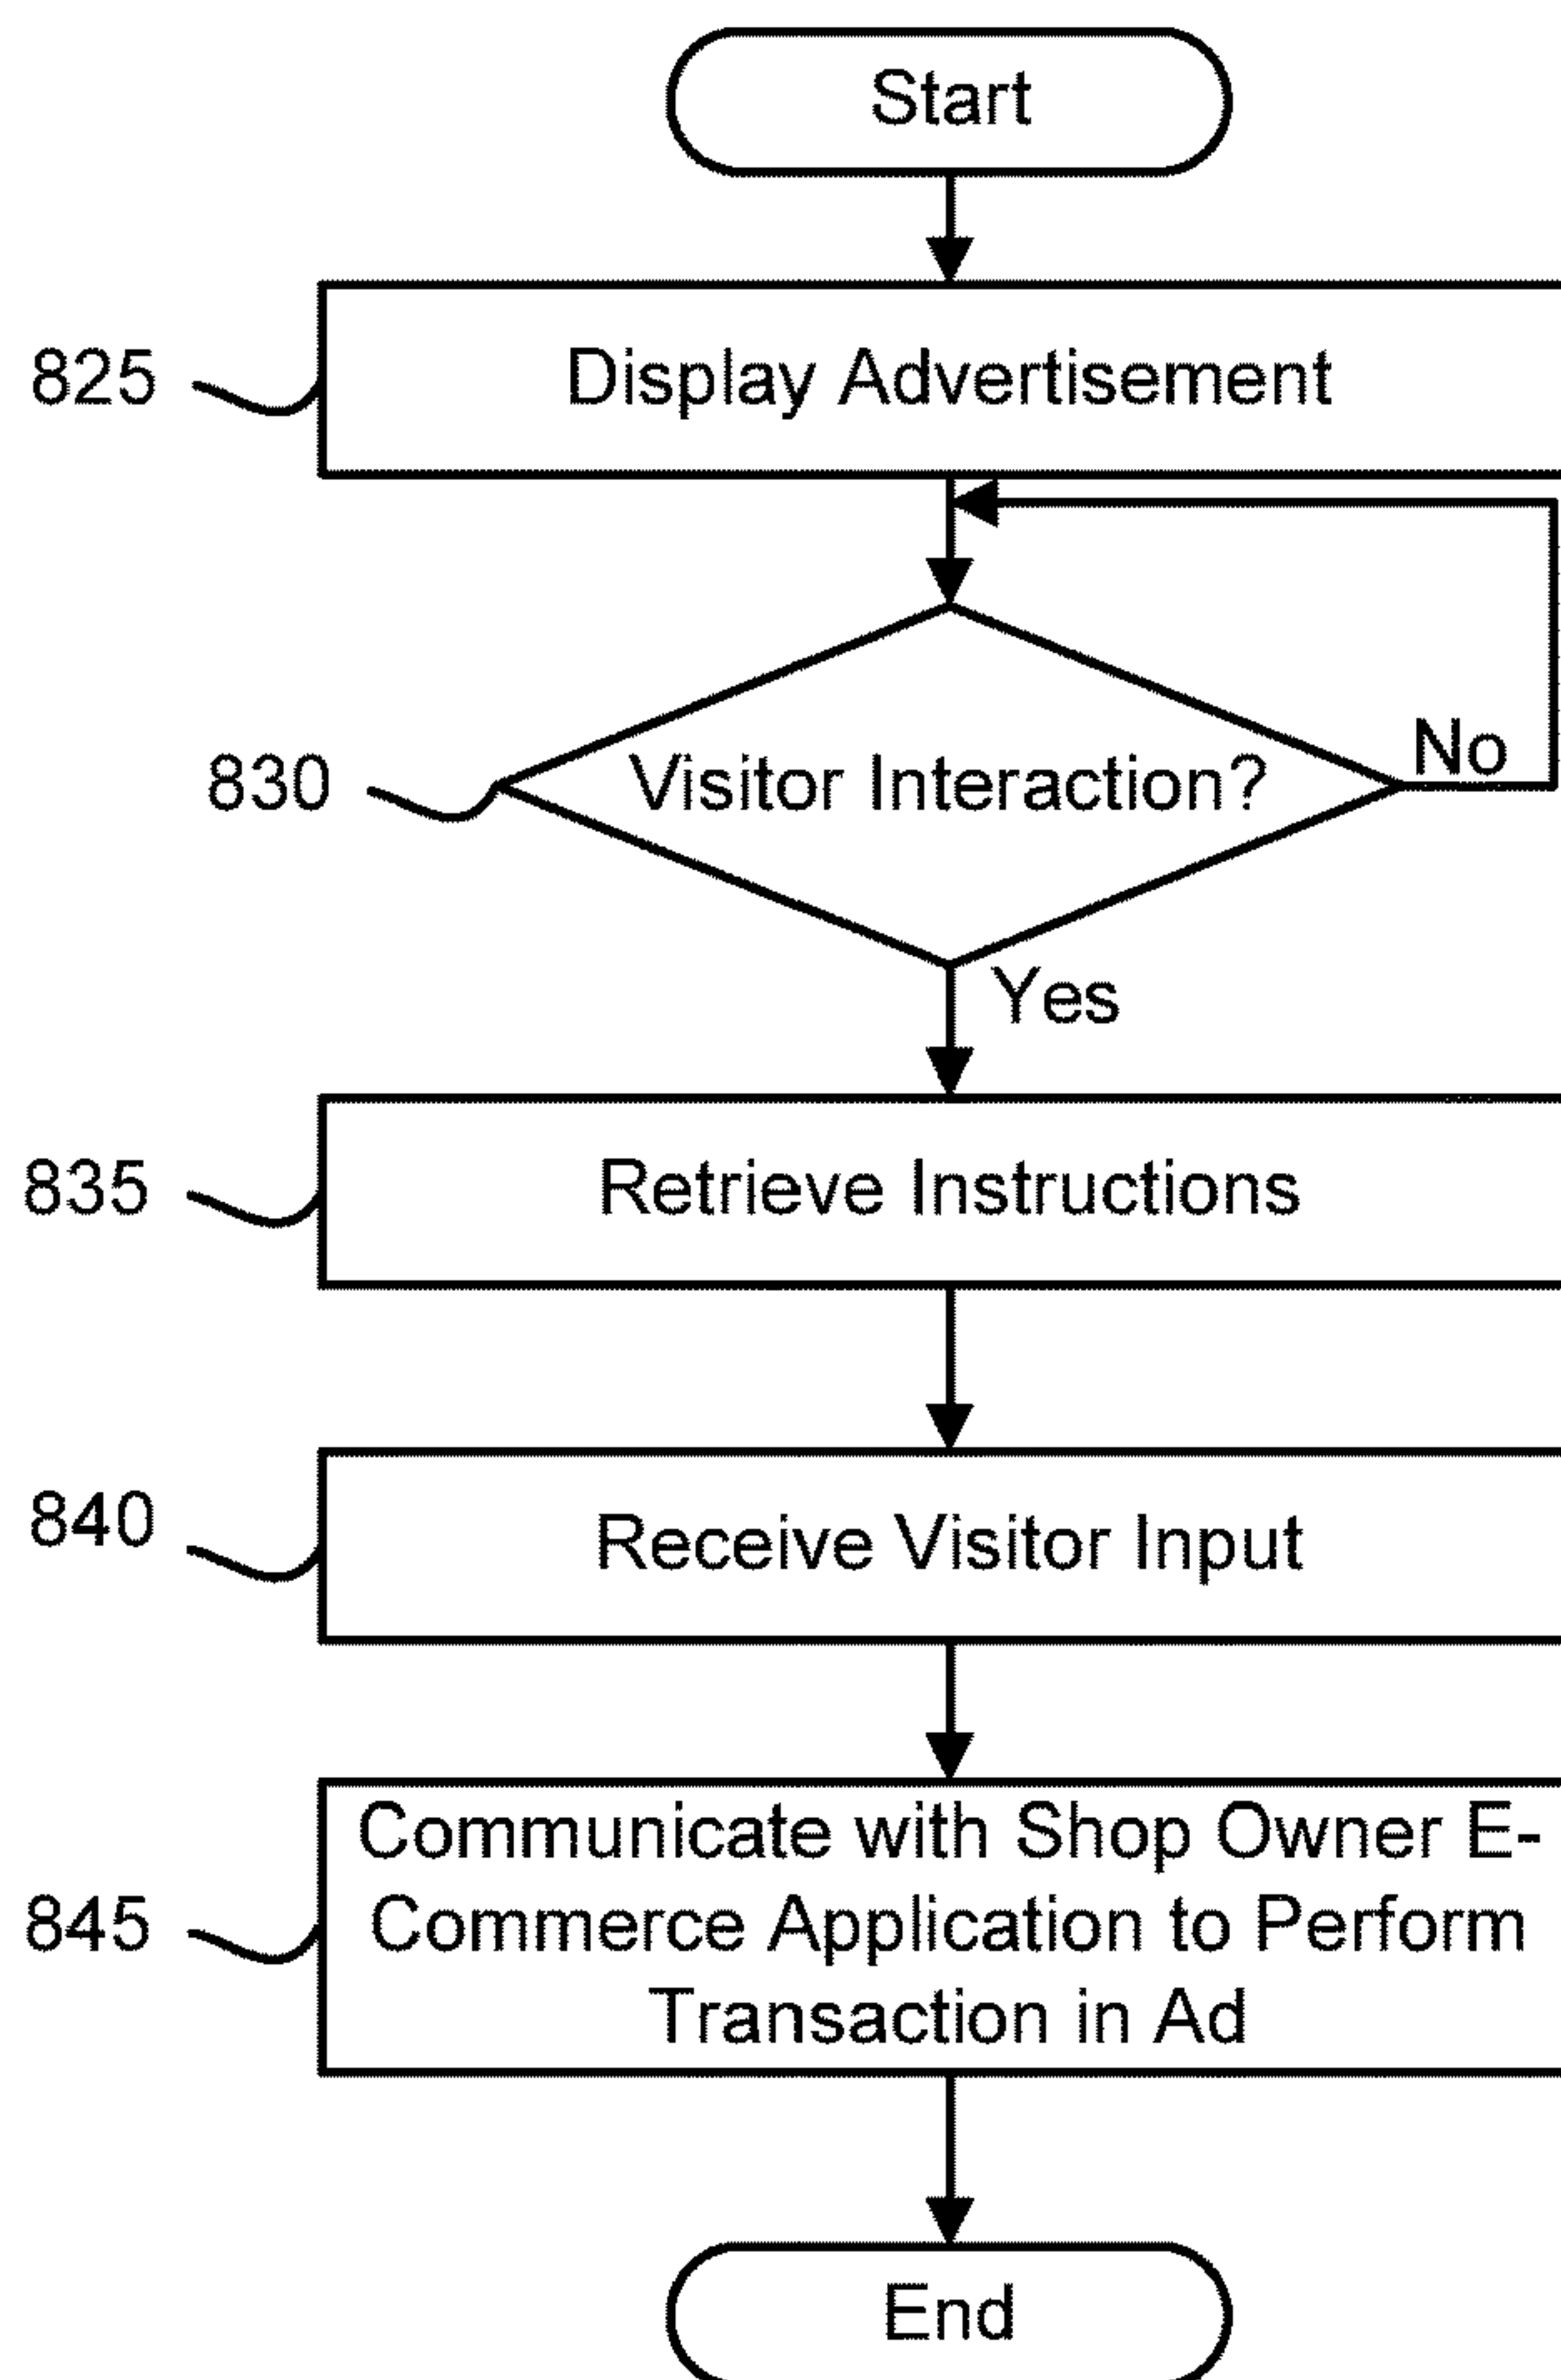 Start
825
Display Advertisement
830
Visitor Interaction?
No
Yes
835
Retrieve Instructions
840
Receive Visitor Input
845
Communicate with Shop Owner E-
Commerce Application to Perform
Transaction in Ad
End